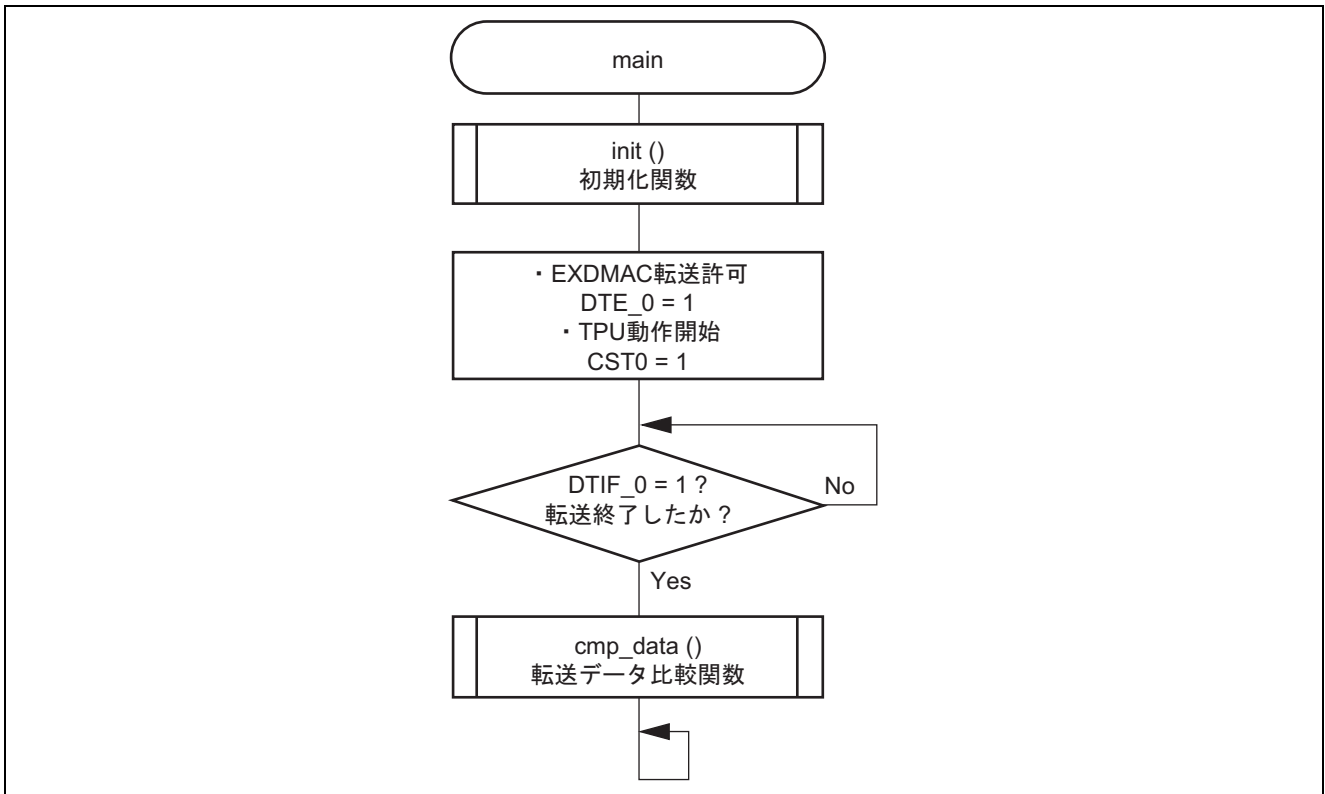 main
init ()
初期化関数
・EXDMAC転送許可
DTE_0 = 1
・TPU動作開始
CST0 = 1
DTIF_0 = 1 ?
転送終了したか ?
No
Yes
cmp_data ()
転送データ比較関数